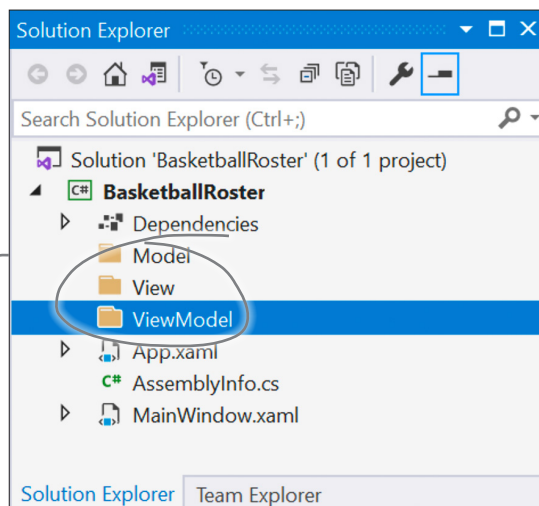 Solution Explorer
Search Solution Explorer (Ctrl+;)
Solution 'BasketballRoster' (1 of 1 project)
C# BasketballRoster
Dependencies
Model
View
ViewModel
App.xaml
C# AssemblyInfo.cs
MainWindow.xaml
Solution Explorer Team Explorer